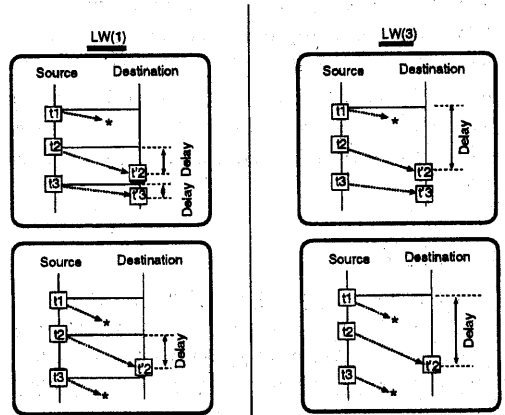 LW(1)
Source Destination
t1
*
t2
t'2
Delay
t3
t'3
Delay
LW(3)
Source Destination
t1
*
t2
t'2
Delay
t3
t'3
Source Destination
t1
*
t2
t'2
Delay
t3
*
Source Destination
t1
*
t2
t'2
Delay
t3
*